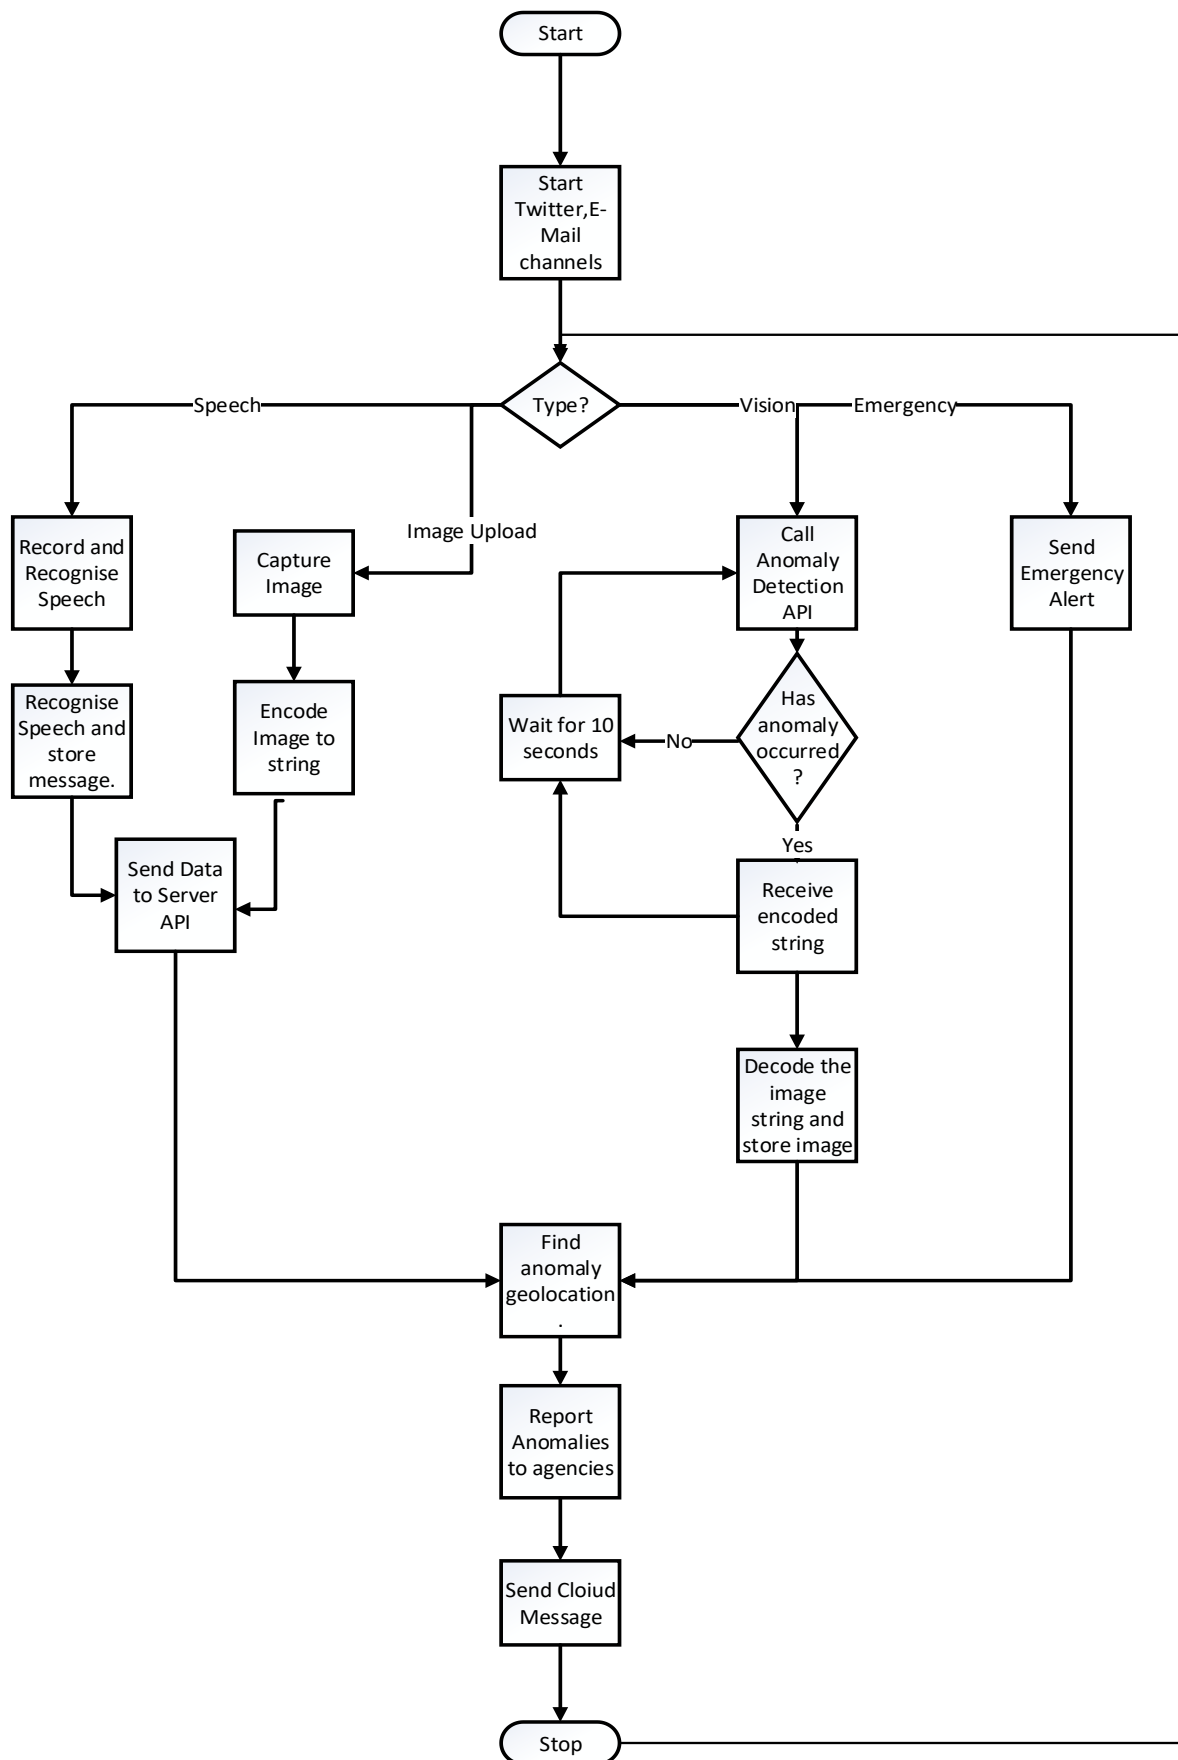 Start
Start
Twitter,E-
Mail
channels
Type?
Speech
Vision
Emergency
Image Upload
Record and
Recognise
Speech
Capture
Image
Call
Anomaly
Detection
API
Send
Emergency
Alert
Recognise
Speech and
store
message.
Encode
Image to
string
Wait for 10
seconds
No
Has
anomaly
occurred
?
Yes
Send Data
to Server
API
Receive
encoded
string
Decode the
image
string and
store image
Find
anomaly
geolocation
.
Report
Anomalies
to agencies
Send Cloiud
Message
Stop